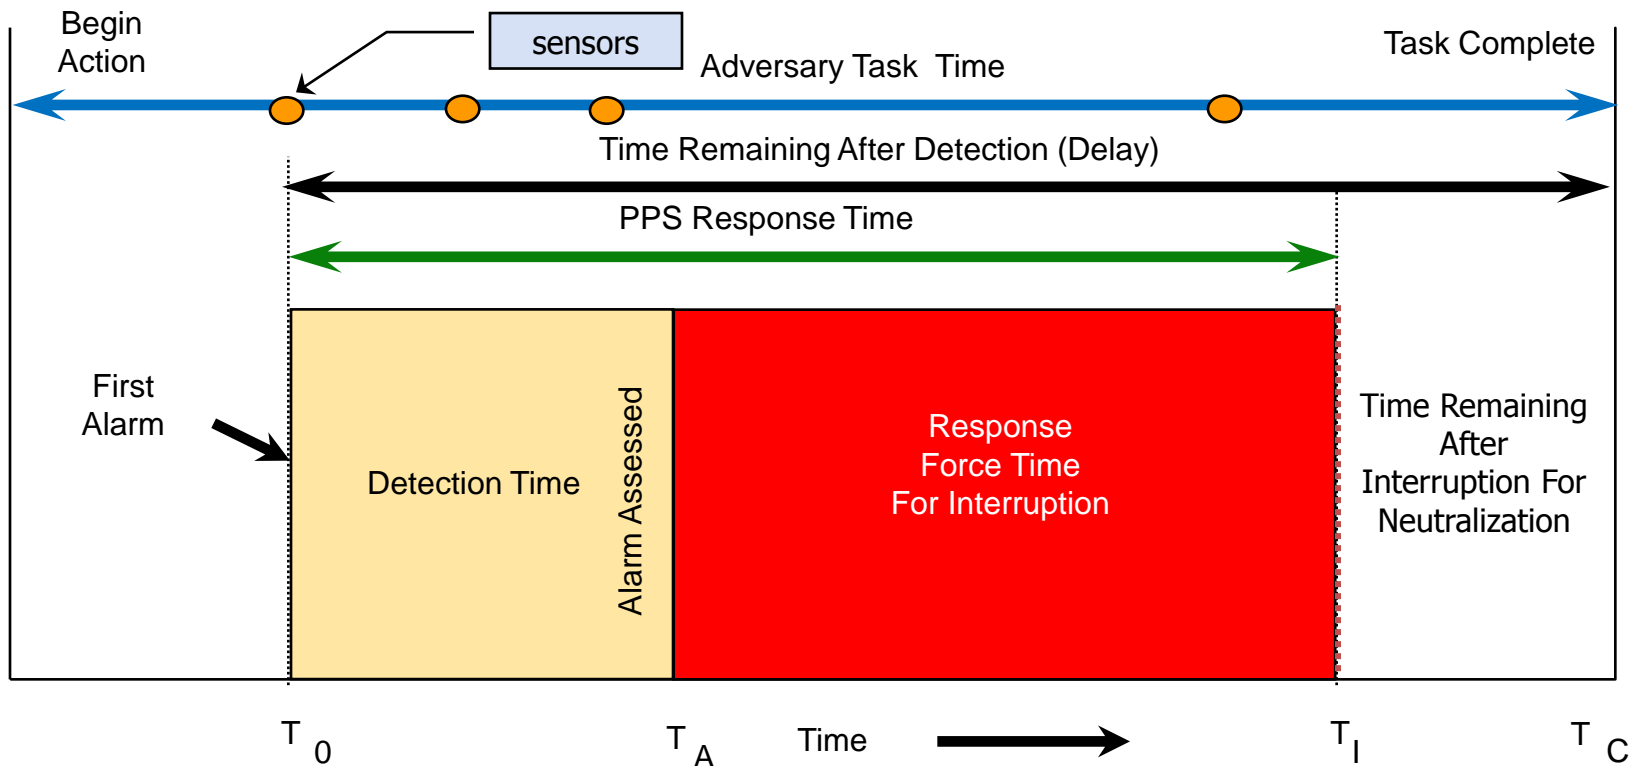 Begin
Action
sensors
Task Complete
Adversary Task Time
Time Remaining After Detection (Delay)
PPS Response Time
First
Alarm
Detection Time
Alarm Assessed
Response
Force Time
For Interruption
Time Remaining
After
Interruption For
Neutralization
T 0
T A
Time
T I
T C